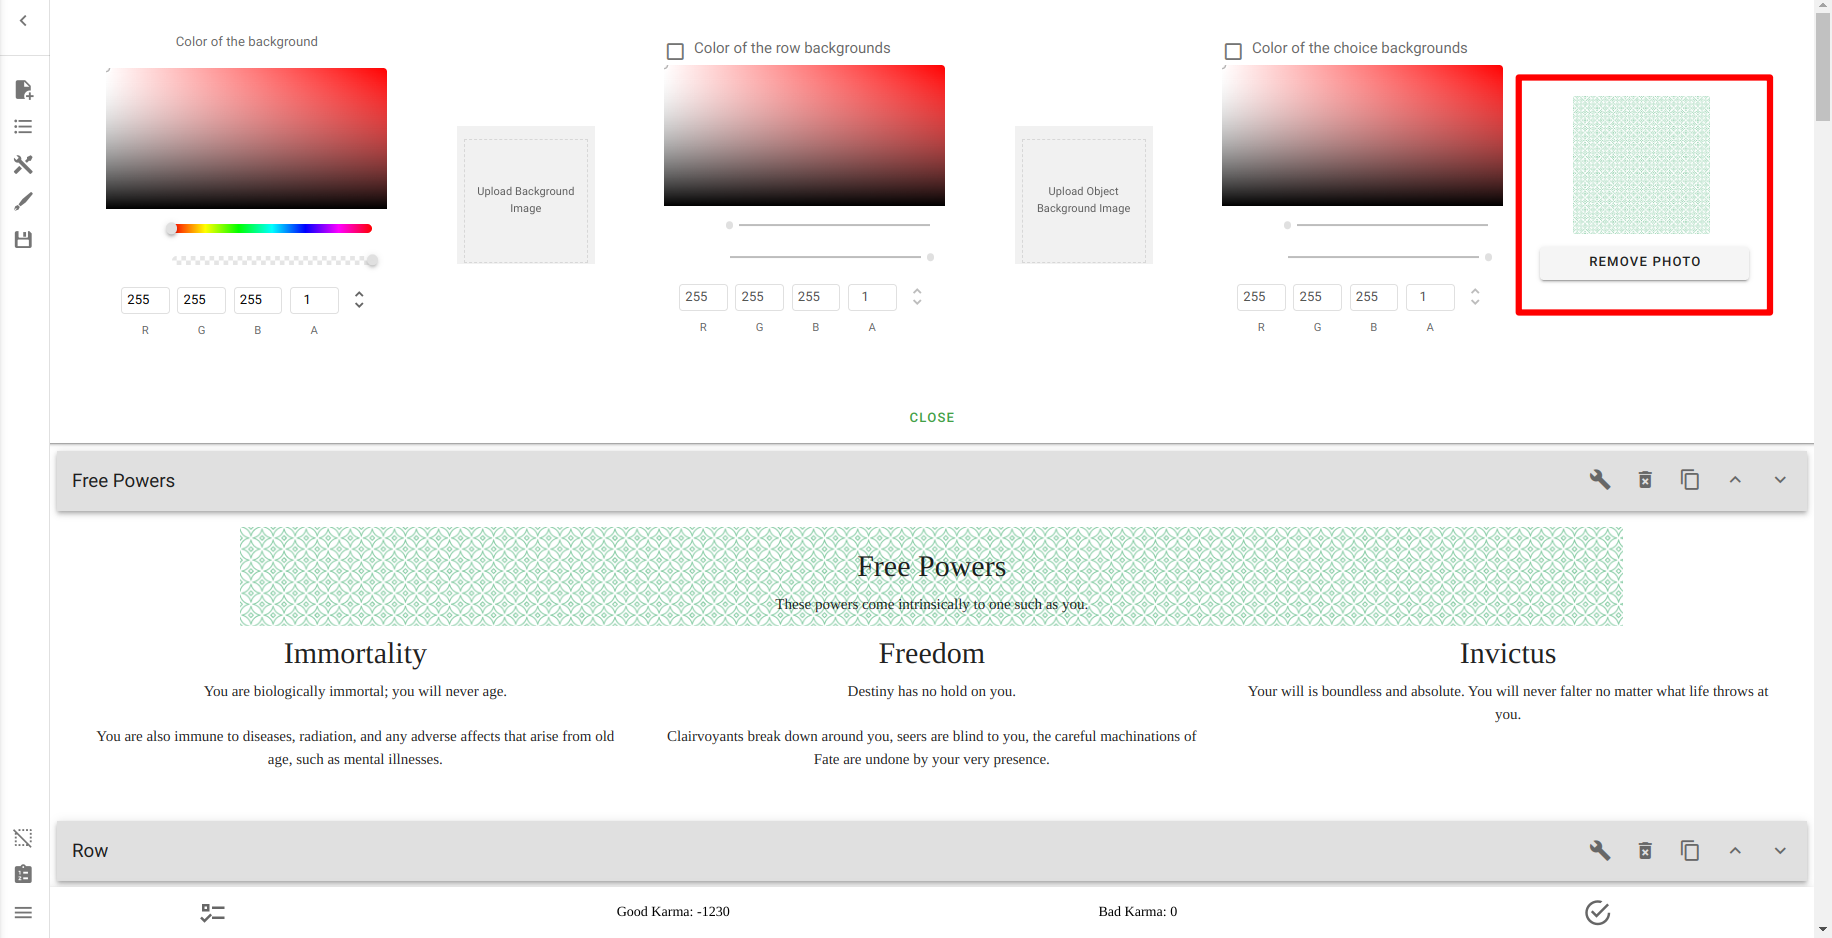 Color of the background
Color of the row backgrounds
Color of the choice backgrounds
Upload Background
Image
Upload Object
Background Image
REMOVE PHOTO
255 255 255 1
R G B A
255 255 255 1
R G B A
255 255 255 1
R G B A
CLOSE
Free Powers
Free Powers
These powers come intrinsically to one such as you.
Immortality
You are biologically immortal; you will never age.
You are also immune to diseases, radiation, and any adverse affects that arise from old
age, such as mental illnesses.
Freedom
Destiny has no hold on you.
Clairvoyants break down around you, seers are blind to you, the careful machinations of
Fate are undone by your very presence.
Invictus
Your will is boundless and absolute. You will never falter no matter what life throws at
you.
Row
Good Karma: -1230
Bad Karma: 0